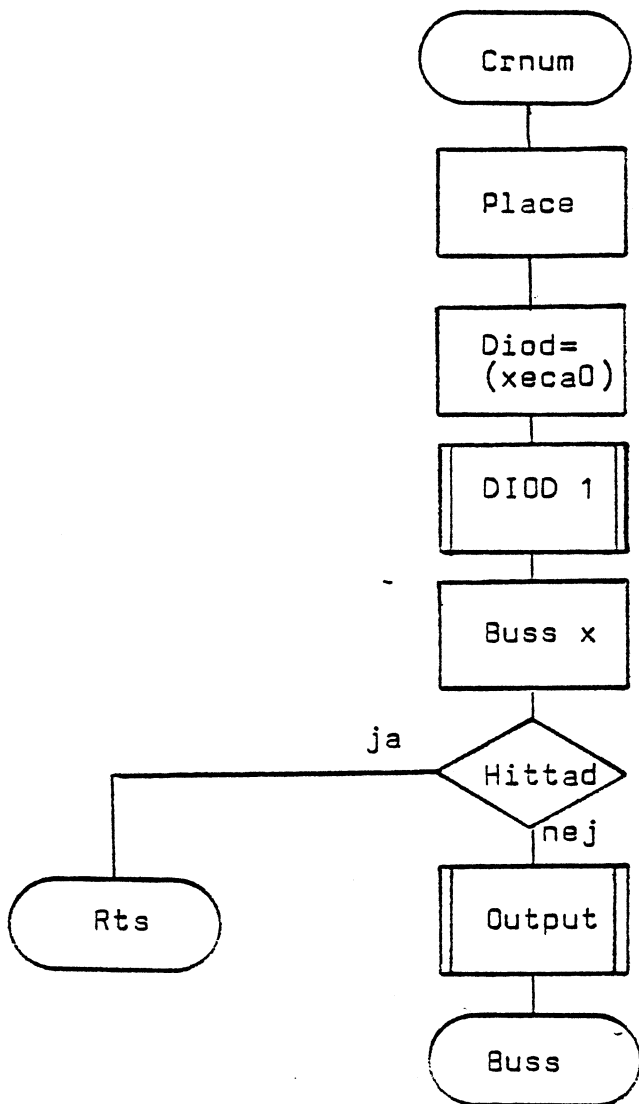 Crnum
Place
Diod=
(xeca0)
DIOD 1
Buss x
ja
Hittad
nej
Rts
Output
Buss